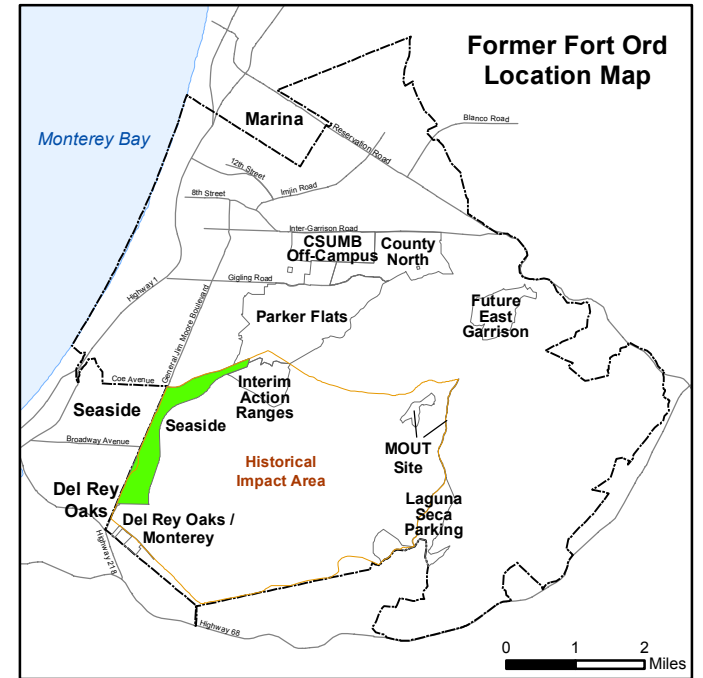 Former Fort Ord
Location Map
Marina
Blanco Road
Reservation Road
Monterey Bay
12th Street
Imjin Road
8th Street
Inter-Garrison Road
CSUMB
Off-Campus
County
North
Gigling Road
Highway 1
General Jim Moore Boulevard
Parker Flats
Future
East
Garrison
Coe Avenue
Interim
Action
Ranges
Seaside
Seaside
Broadway Avenue
MOUT
Site
Historical
Impact Area
Del Rey
Oaks
Laguna
Seca
Parking
Del Rey Oaks /
Monterey
Highway 218
Highway 68
0 1 2
Miles